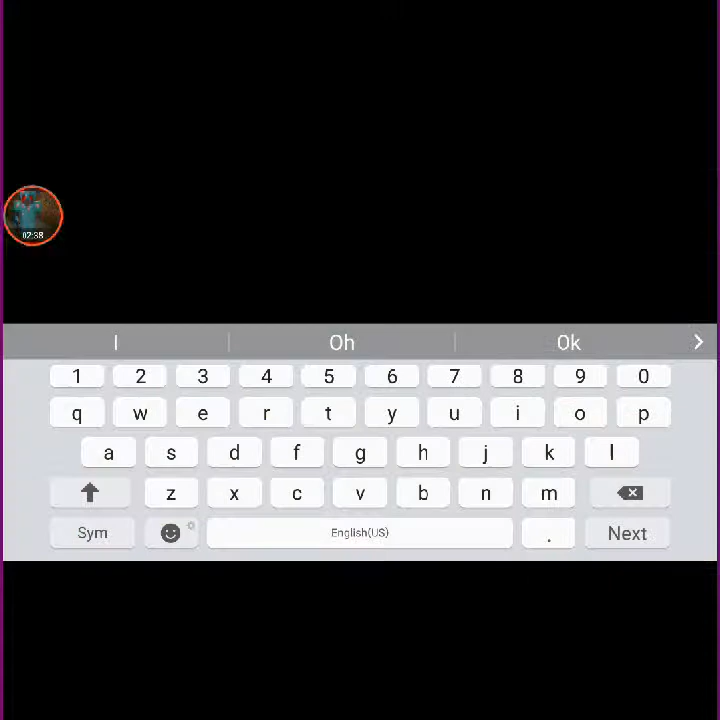 02:38
I Oh Ok
1 2 3 4 5 6 7 8 9 0
q w e r t y u i o p
a s d f g h j k l
z x c v b n m
Sym English(US) . Next